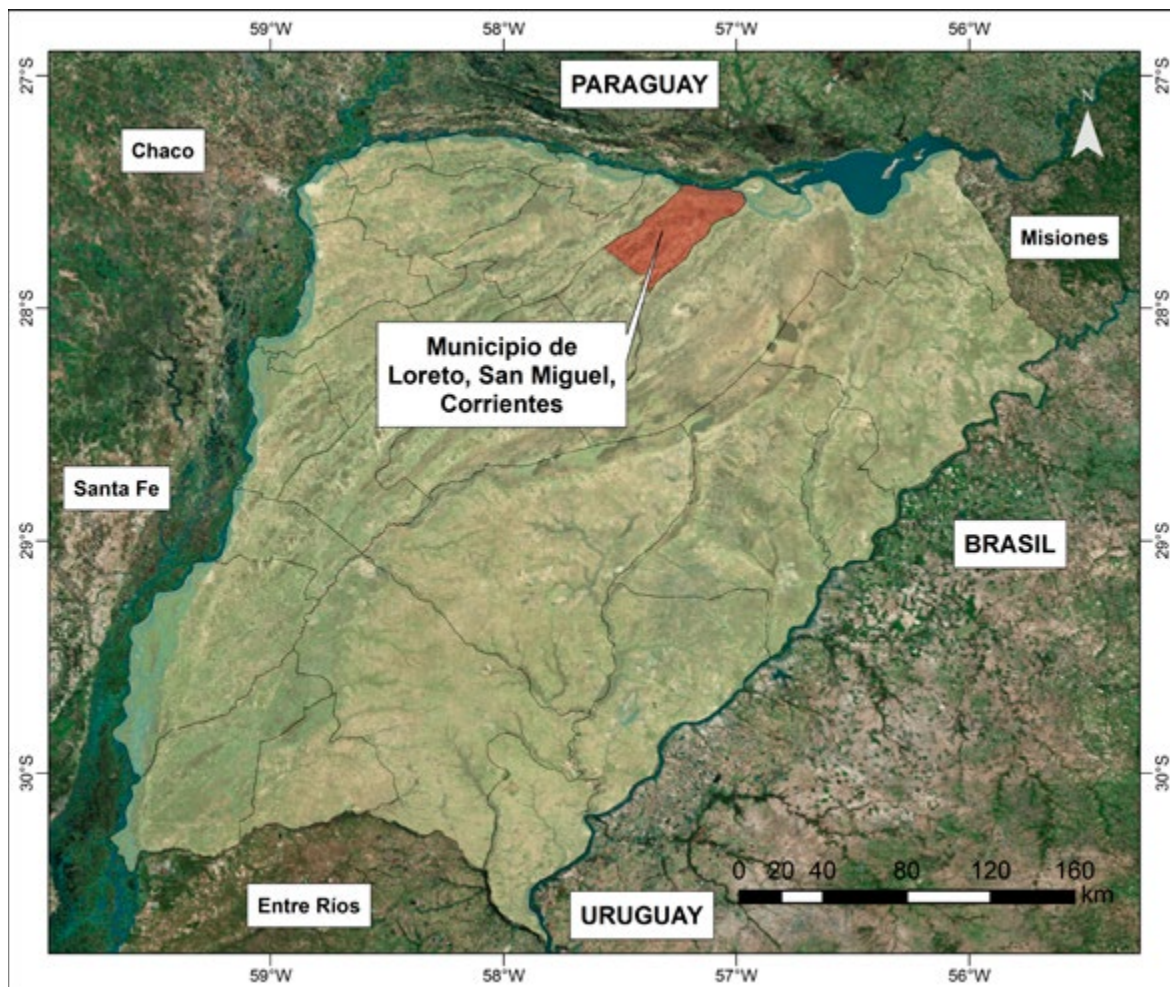 59°W 58°W 57°W 56°W
27°S 27°S
PARAGUAY
N
Chaco
Misiones
28°S 28°S
Municipio de
Loreto, San Miguel,
Corrientes
Santa Fe
29°S 29°S
BRASIL
30°S 30°S
0 20 40 80 120 160
km
Entre Ríos
URUGUAY
59°W 58°W 57°W 56°W